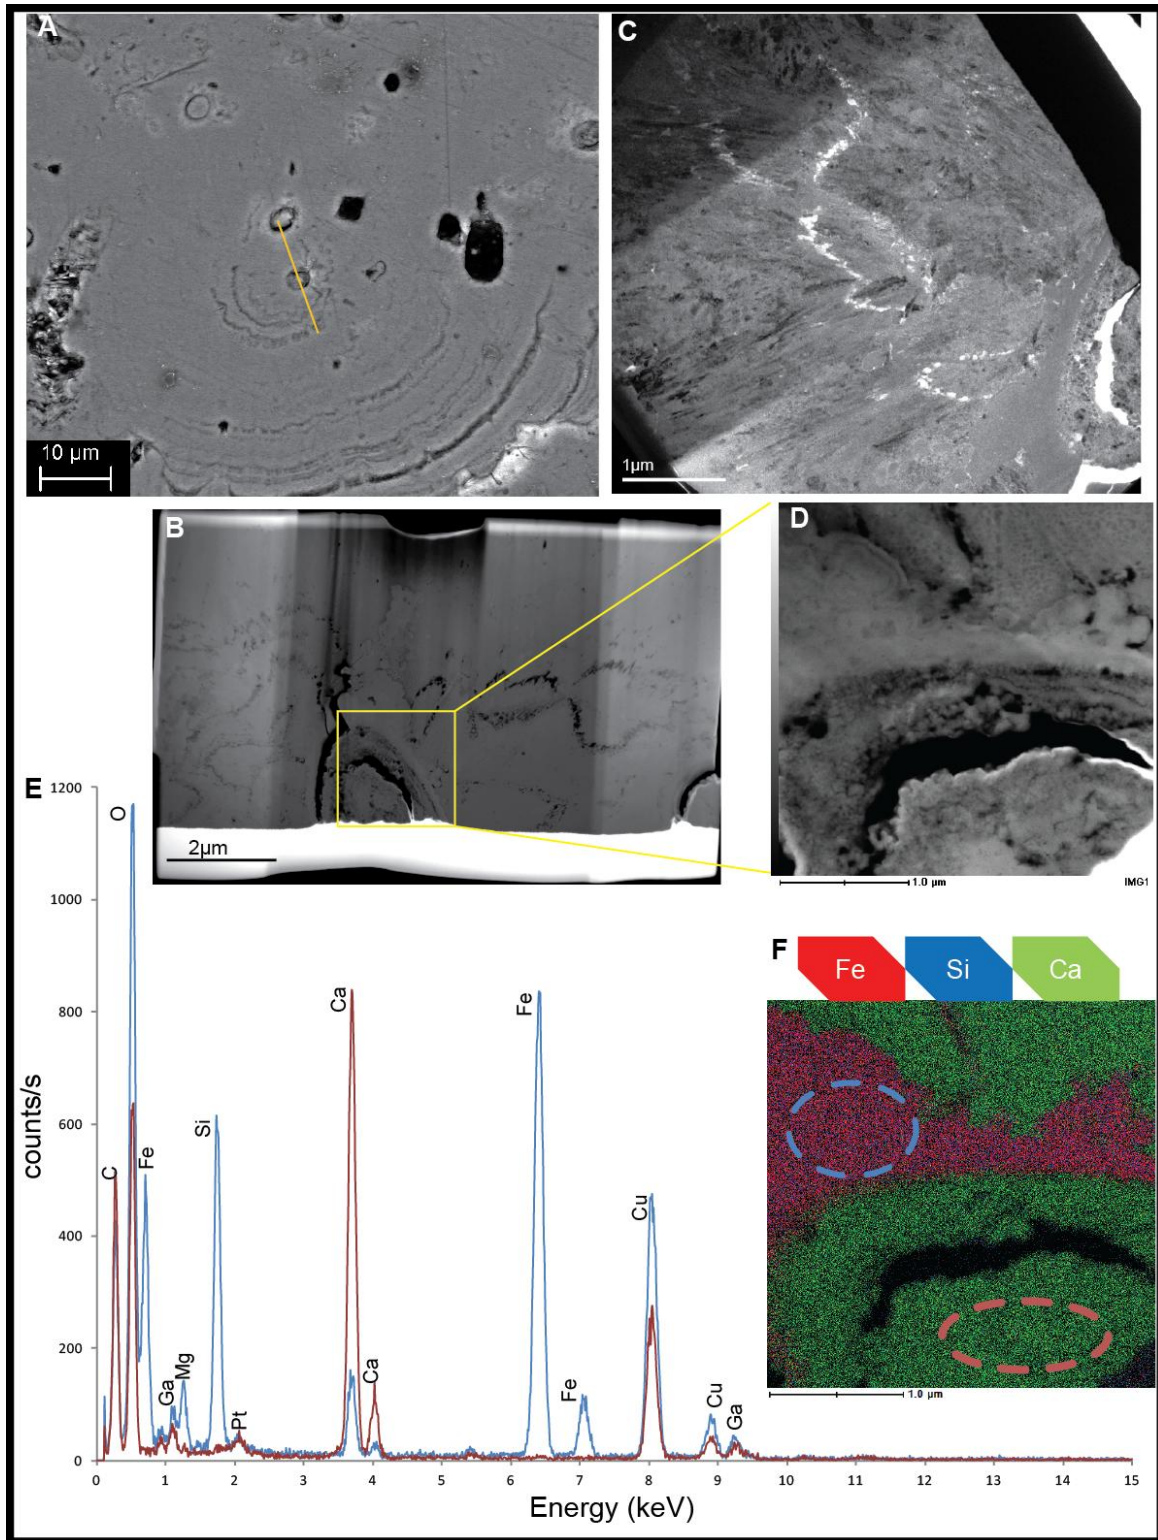 A
10 µm
C
1µm
B
2µm
D
1.0 µm
IMG1
E
1200
1000
800
600
400
200
0
counts/s
O
C
Fe
Ga
Mg
Si
Pt
Ca
Ca
Fe
Fe
Cu
Cu
Ga
0 1 2 3 4 5 6 7 8 9 10 11 12 13 14 15
Energy (keV)
F
Fe Si Ca
1.0 µm